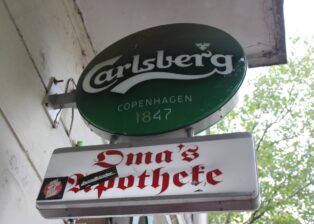 Carlsberg
COPENHAGEN
1847
Oma's
Apotheke